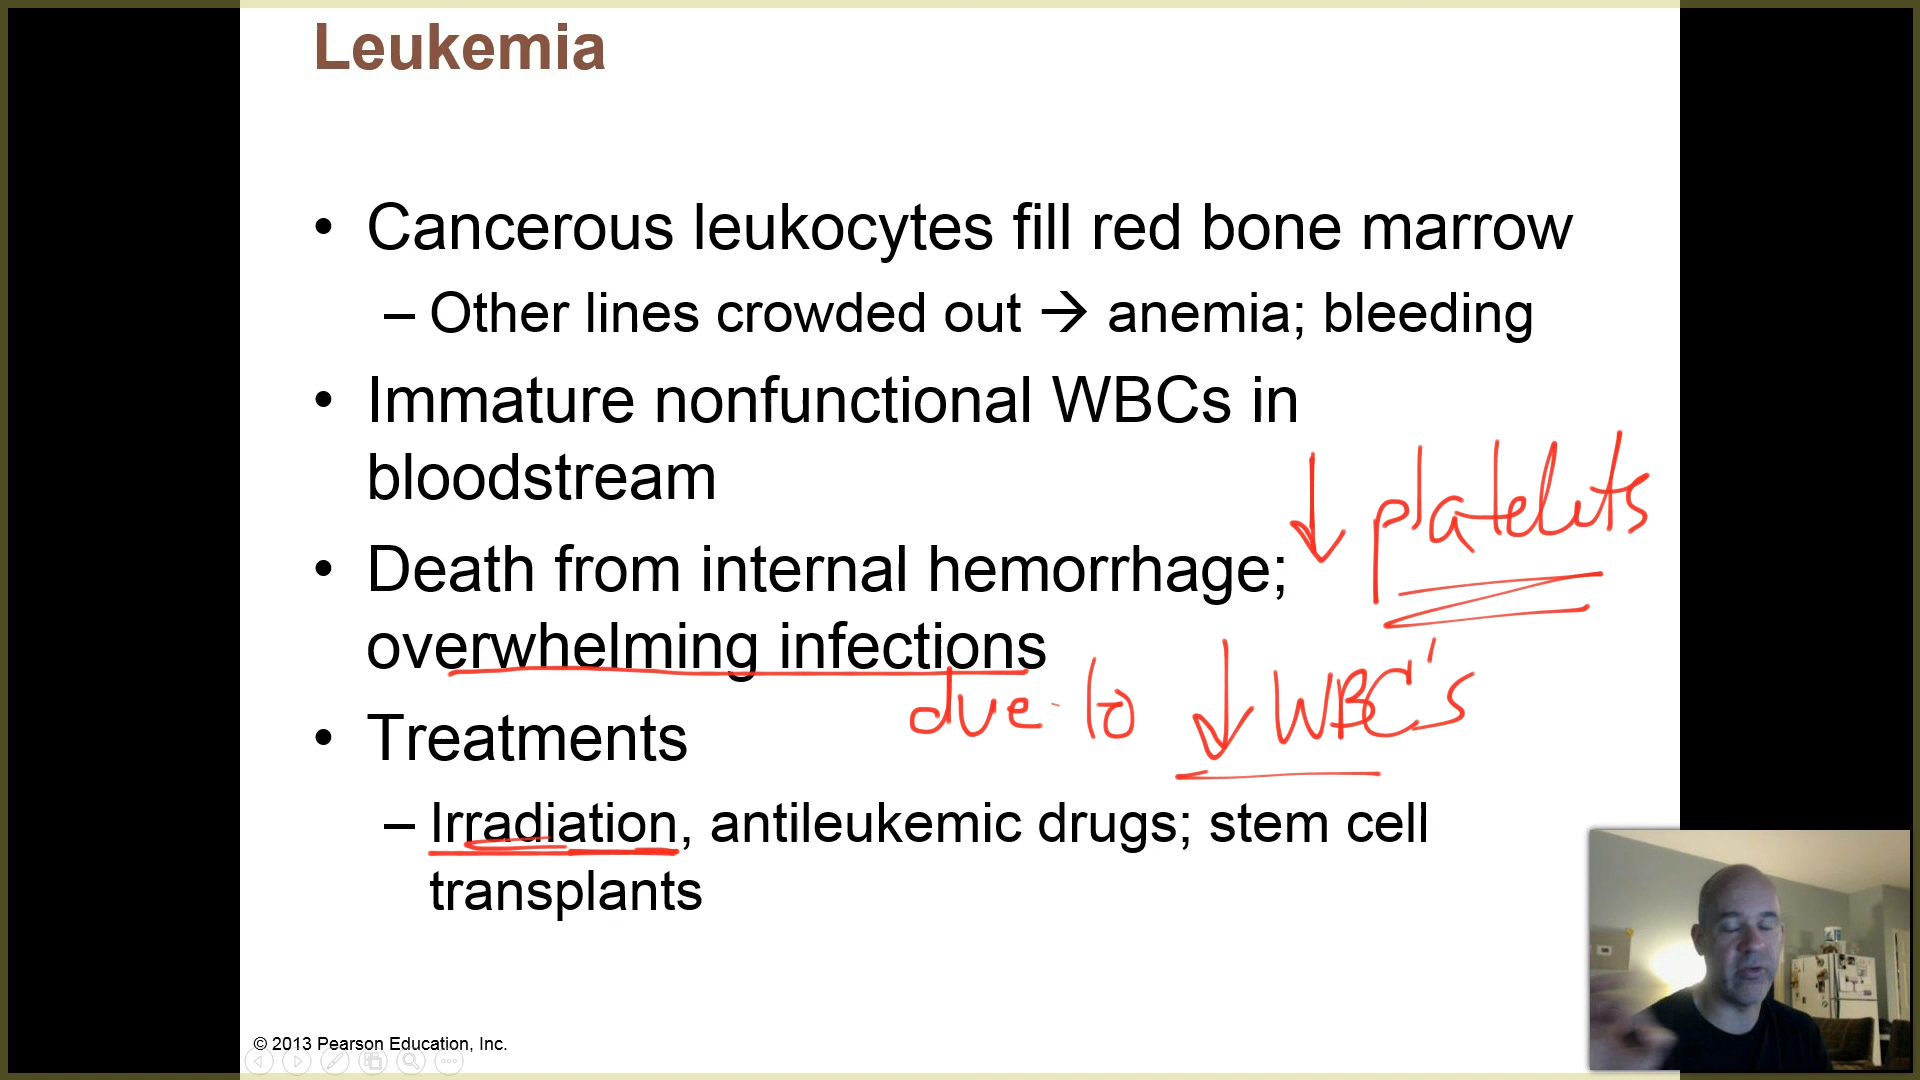 Leukemia
• Cancerous leukocytes fill red bone marrow
– Other lines crowded out → anemia; bleeding
• Immature nonfunctional WBCs in
bloodstream
↓ platelets
• Death from internal hemorrhage;
overwhelming infections
due to ↓ WBC's
• Treatments
– Irradiation, antileukemic drugs; stem cell
transplants
© 2013 Pearson Education, Inc.